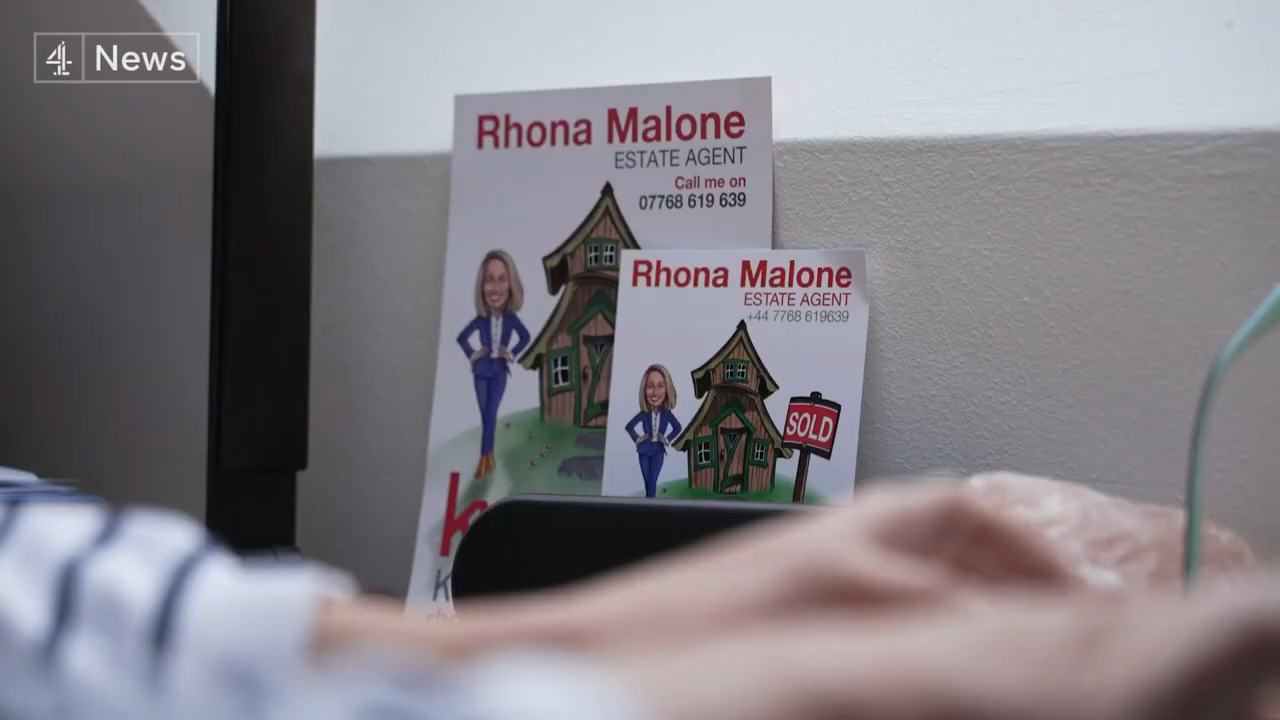 4 News
Rhona Malone
ESTATE AGENT
Call me on
07768 619 639
Rhona Malone
ESTATE AGENT
+44 7768 619639
SOLD
k
K